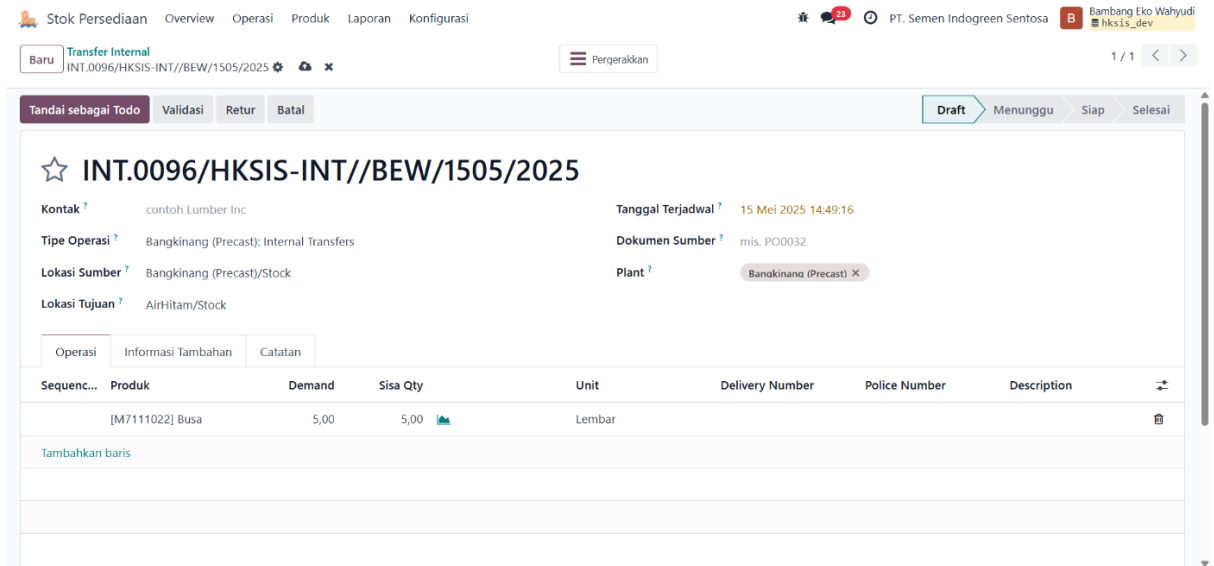 Stok Persediaan Overview Operasi Produk Laporan Konfigurasi 23 PT. Semen Indogreen Sentosa B Bambang Eko Wahyudi
hksis_dev
Baru Transfer Internal
INT.0096/HKSIS-INT//BEW/1505/2025
Pergerakkan
1 / 1
Tandai sebagai Todo Validasi Retur Batal Draft Menunggu Siap Selesai
INT.0096/HKSIS-INT//BEW/1505/2025
Kontak ? contoh Lumber Inc Tanggal Terjadwal ? 15 Mei 2025 14:49:16
Tipe Operasi ? Bangkinang (Precast): Internal Transfers Dokumen Sumber ? mis. PO0032
Lokasi Sumber ? Bangkinang (Precast)/Stock Plant ? Bangkinang (Precast) ×
Lokasi Tujuan ? AirHitam/Stock
Operasi Informasi Tambahan Catatan
Sequenc... Produk Demand Sisa Qty Unit Delivery Number Police Number Description
[M7111022] Busa 5,00 5,00 Lembar
Tambahkan baris